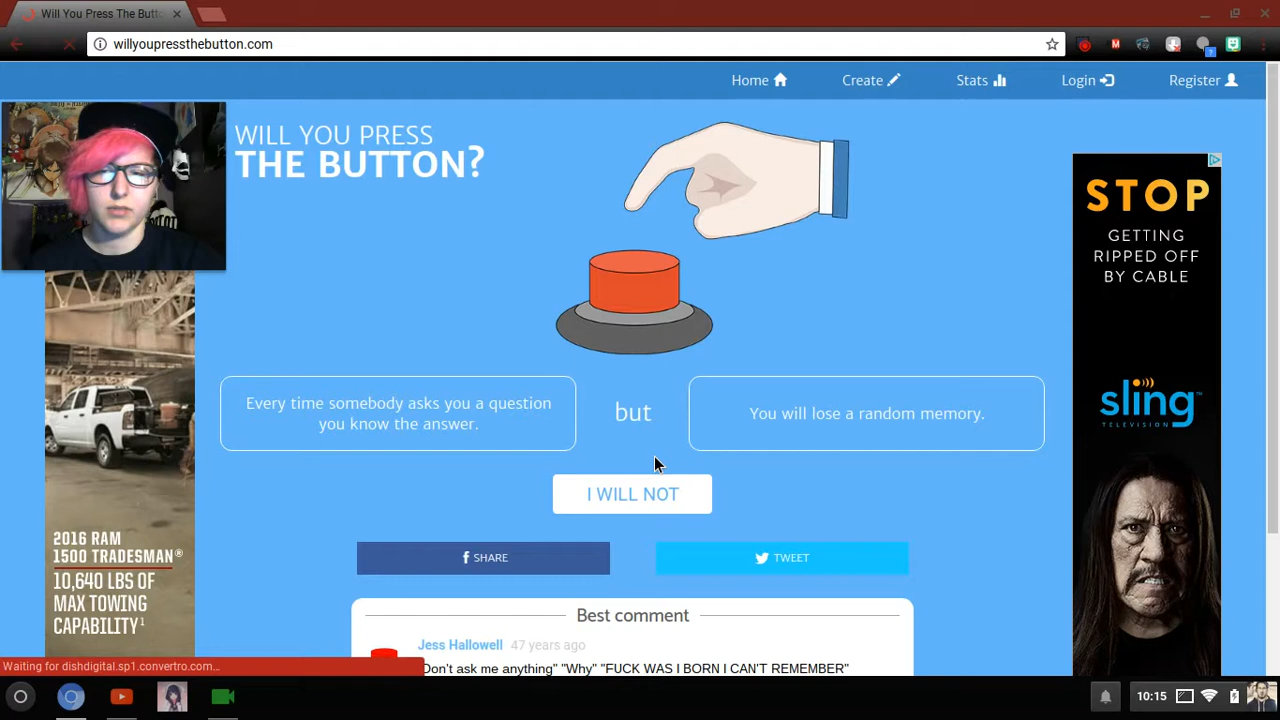 Will You Press The Butto
willyoupressthebutton.com
Home
Create
Stats
Login
Register
WILL YOU PRESS
THE BUTTON?
Every time somebody asks you a question
you know the answer.
but
You will lose a random memory.
I WILL NOT
SHARE
TWEET
Best comment
Jess Hallowell 47 years ago
"Don't ask me anything" "Why" "FUCK WAS I BORN I CAN'T REMEMBER"
2016 RAM
1500 TRADESMAN®
10,640 LBS OF
MAX TOWING
CAPABILITY¹
STOP
GETTING
RIPPED OFF
BY CABLE
sling
TELEVISION
Waiting for dishdigital.sp1.convertro.com...
10:15